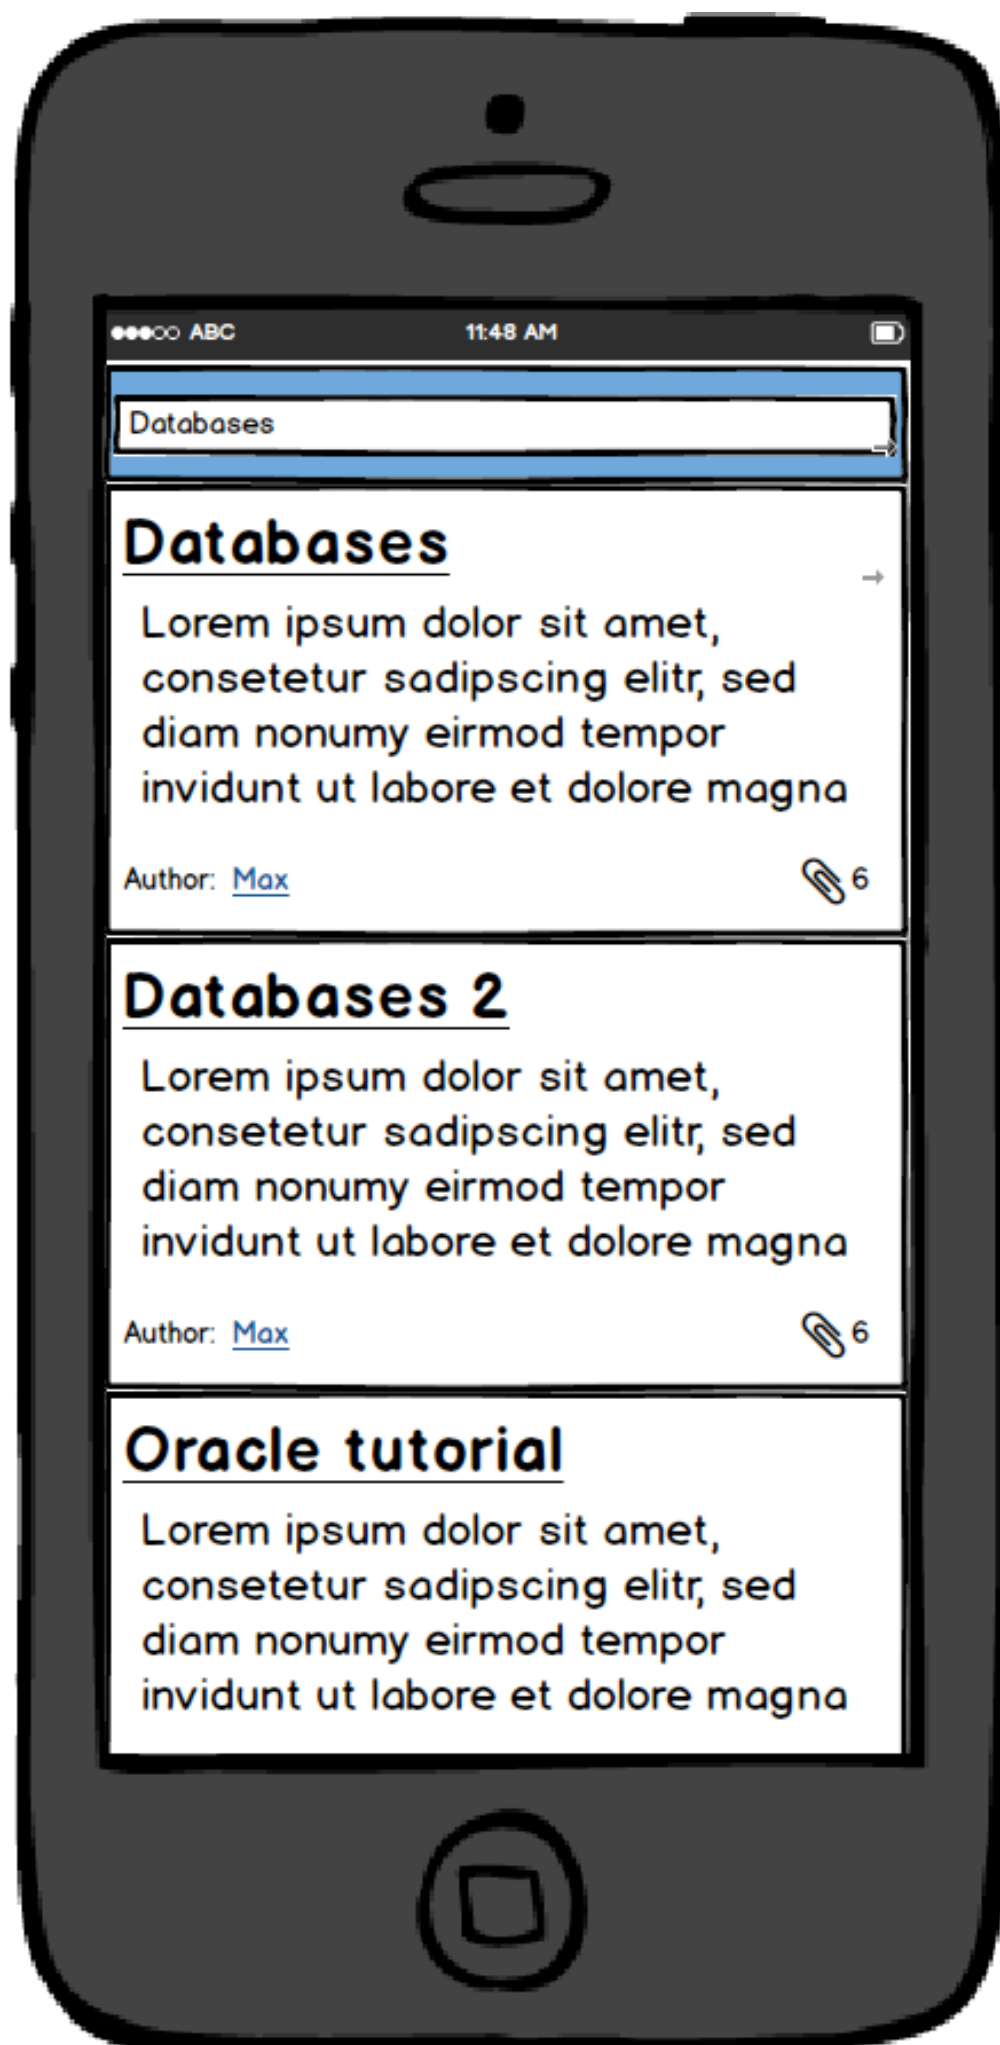 ABC 11:48 AM
Databases
Databases
Lorem ipsum dolor sit amet,
consetetur sadipscing elitr, sed
diam nonumy eirmod tempor
invidunt ut labore et dolore magna
Author: Max 6
Databases 2
Lorem ipsum dolor sit amet,
consetetur sadipscing elitr, sed
diam nonumy eirmod tempor
invidunt ut labore et dolore magna
Author: Max 6
Oracle tutorial
Lorem ipsum dolor sit amet,
consetetur sadipscing elitr, sed
diam nonumy eirmod tempor
invidunt ut labore et dolore magna